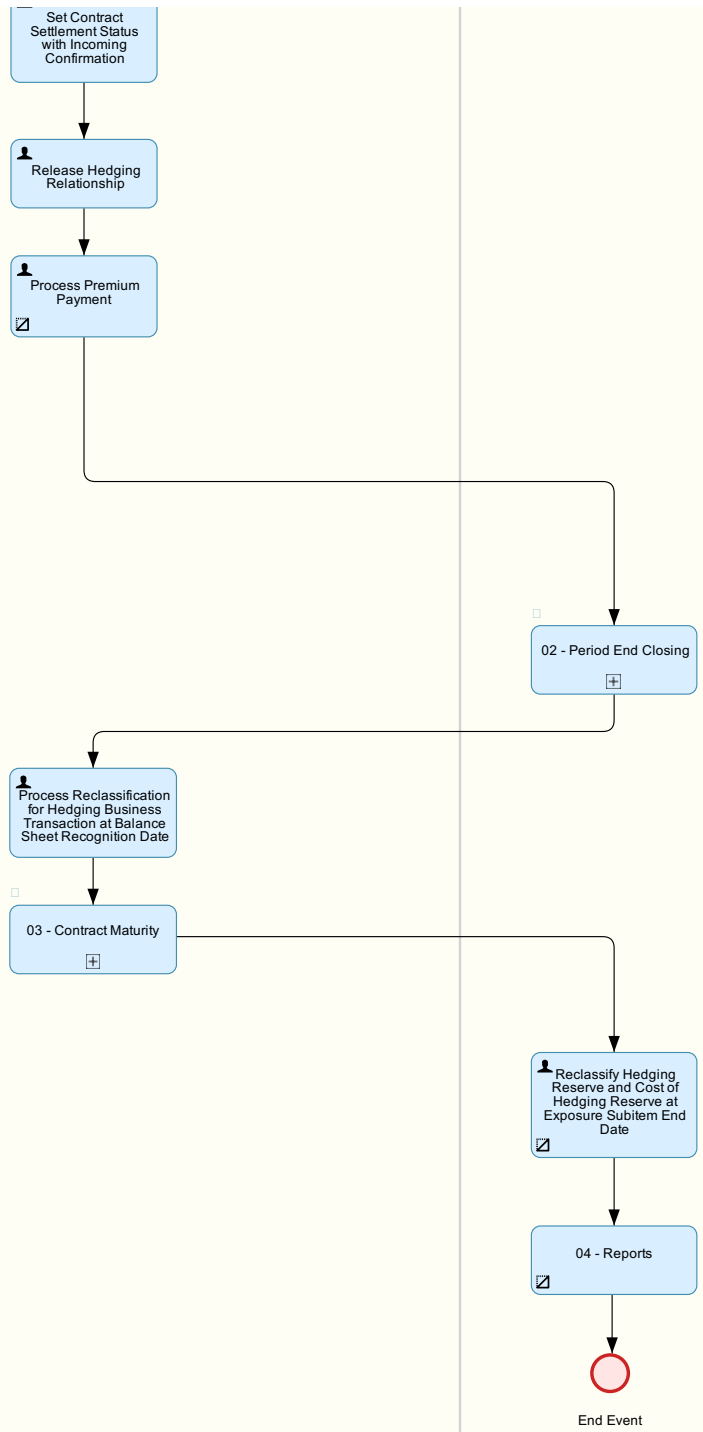 Set Contract
Settlement Status
with Incoming
Confirmation
Release Hedging
Relationship
Process Premium
Payment
02 - Period End Closing
Process Reclassification
for Hedging Business
Transaction at Balance
Sheet Recognition Date
03 - Contract Maturity
Reclassify Hedging
Reserve and Cost of
Hedging Reserve at
Exposure Subitem End
Date
04 - Reports
End Event